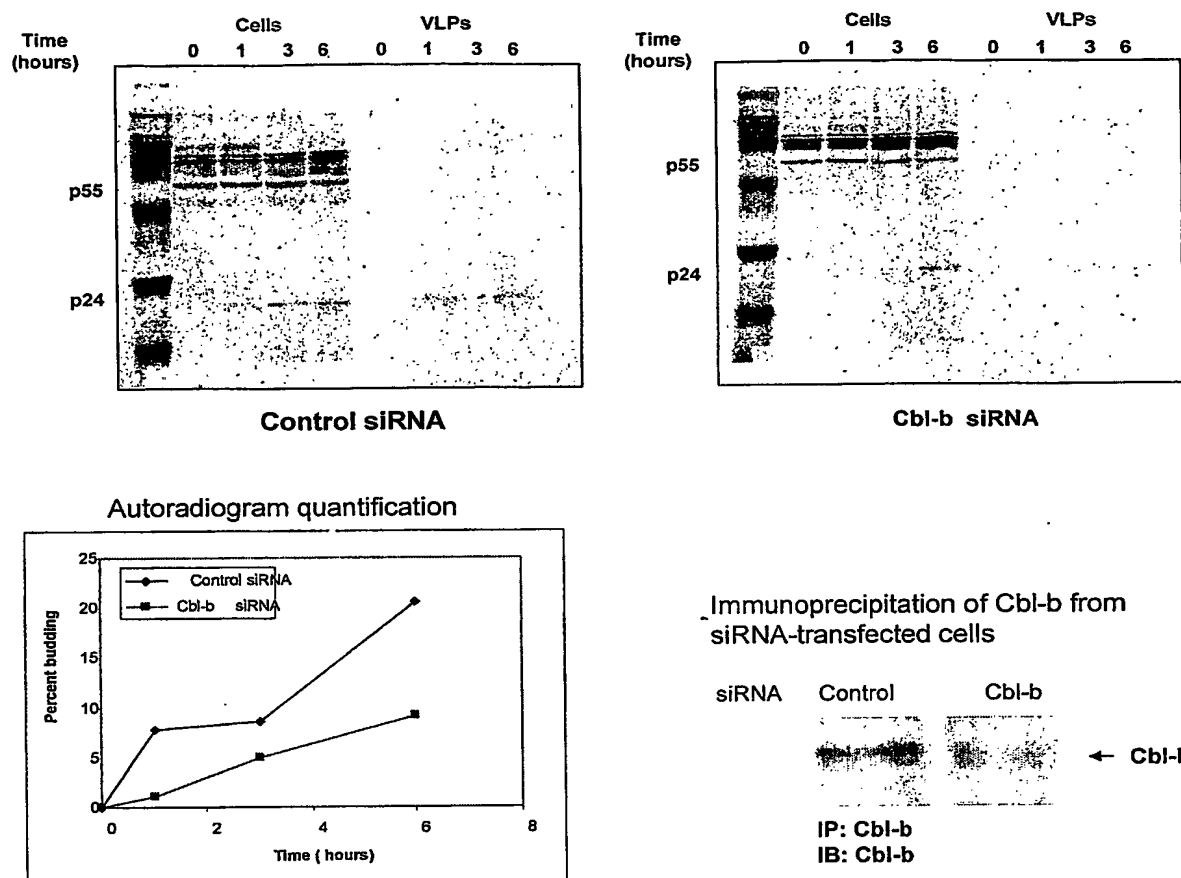 Cells VLPs
Time (hours) 0 1 3 6 0 1 3 6
p55
p24
Control siRNA
Cells VLPs
Time (hours) 0 1 3 6 0 1 3 6
p55
p24
Cbl-b siRNA
Autoradiogram quantification
25
20
15
10
5
0
Control siRNA
Cbl-b siRNA
Percent budding
0 2 4 6 8
Time ( hours)
Immunoprecipitation of Cbl-b from
siRNA-transfected cells
siRNA Control Cbl-b
← Cbl-b
IP: Cbl-b
IB: Cbl-b